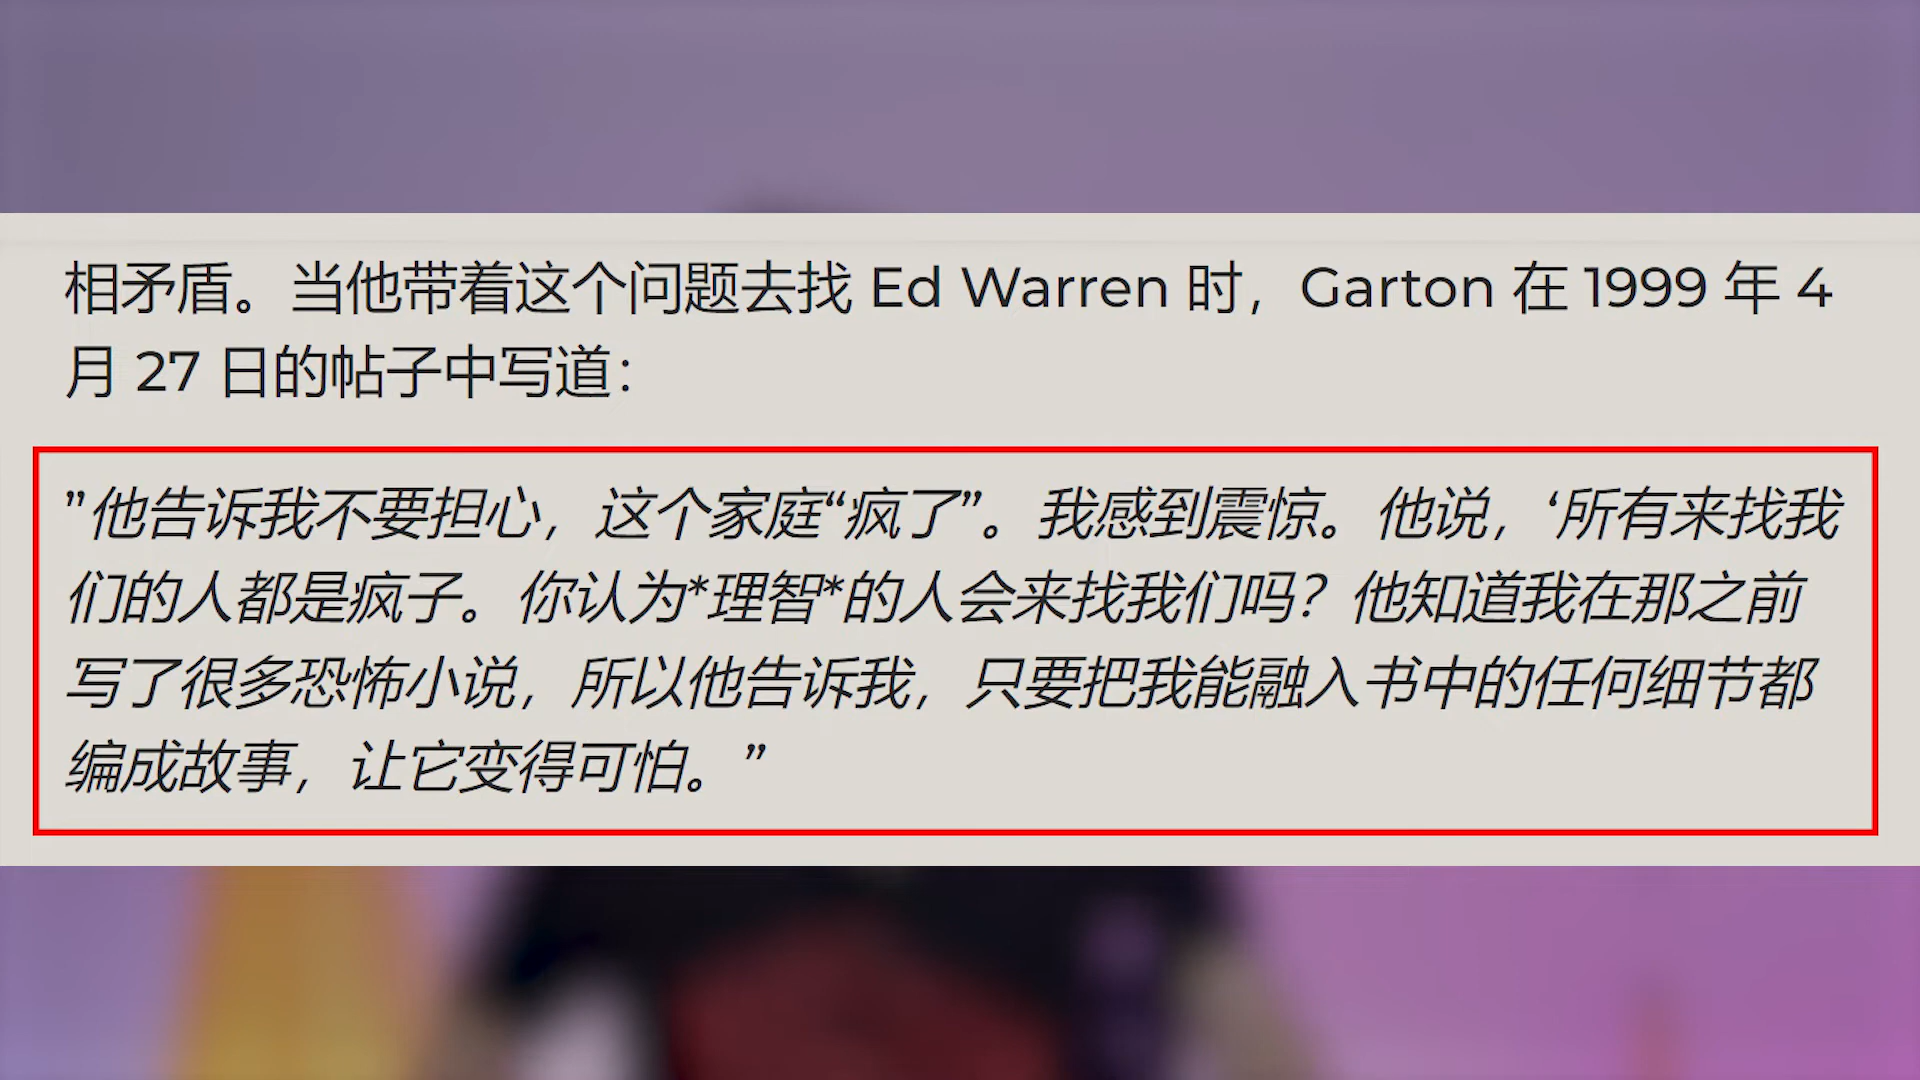 相矛盾。当他带着这个问题去找 Ed Warren 时，Garton 在 1999 年 4
月 27 日的帖子中写道：
”他告诉我不要担心，这个家庭“疯了”。我感到震惊。他说，‘所有来找我
们的人都是疯子。你认为*理智*的人会来找我们吗？他知道我在那之前
写了很多恐怖小说，所以他告诉我，只要把我能融入书中的任何细节都
编成故事，让它变得可怕。”